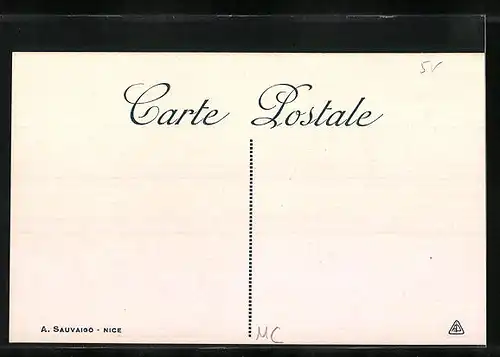 5v
Carte Postale
A. SAUVAIGO - NICE
MC